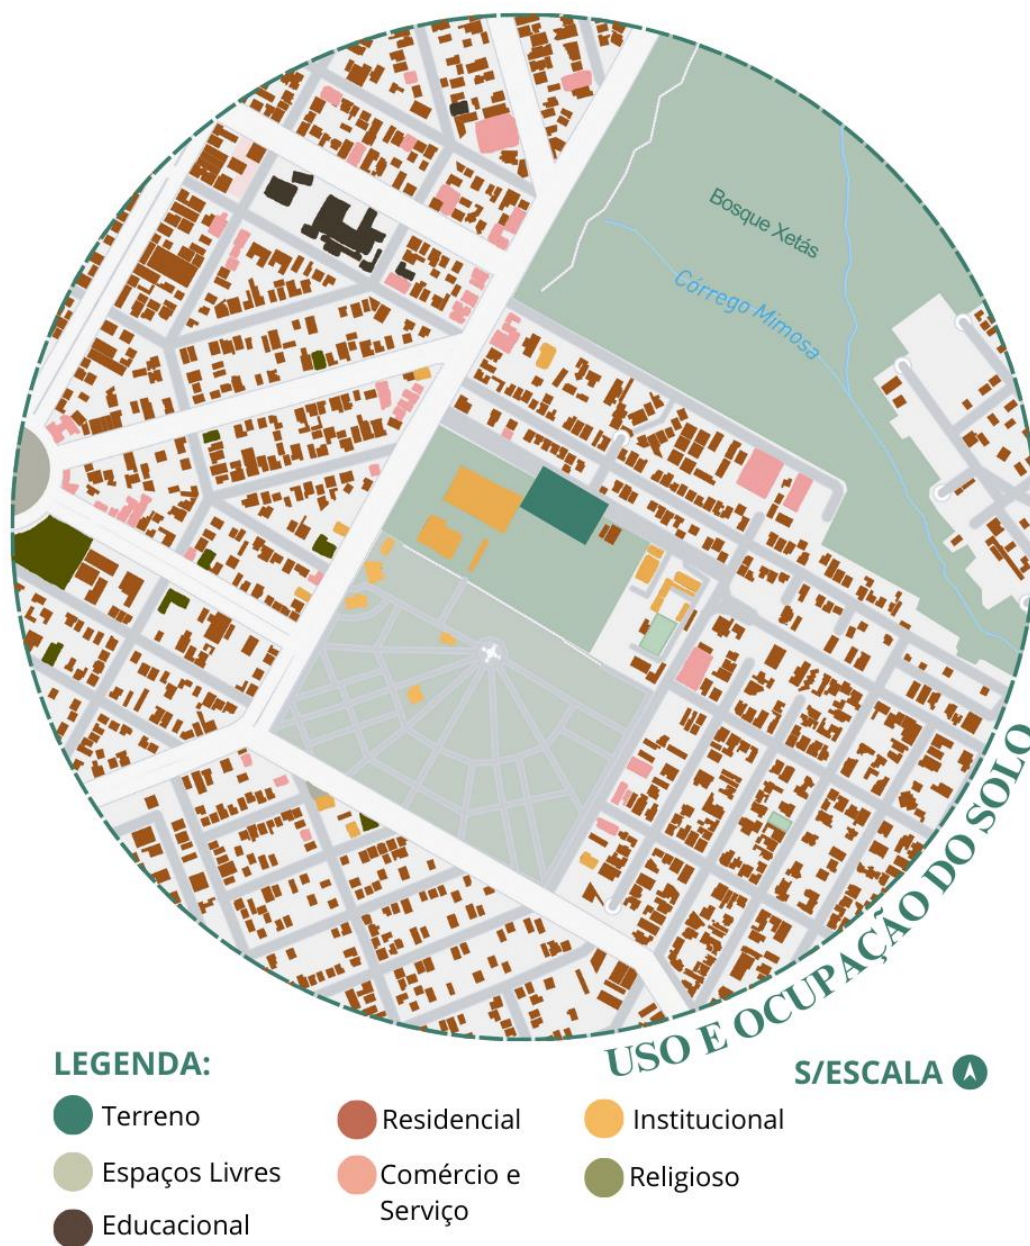 Bosque Xetás
Córrego Mimosa
USO E OCUPAÇÃO DO SOLO
LEGENDA:
S/ESCALA
Terreno
Residencial
Institucional
Espaços Livres
Comércio e
Serviço
Religioso
Educacional